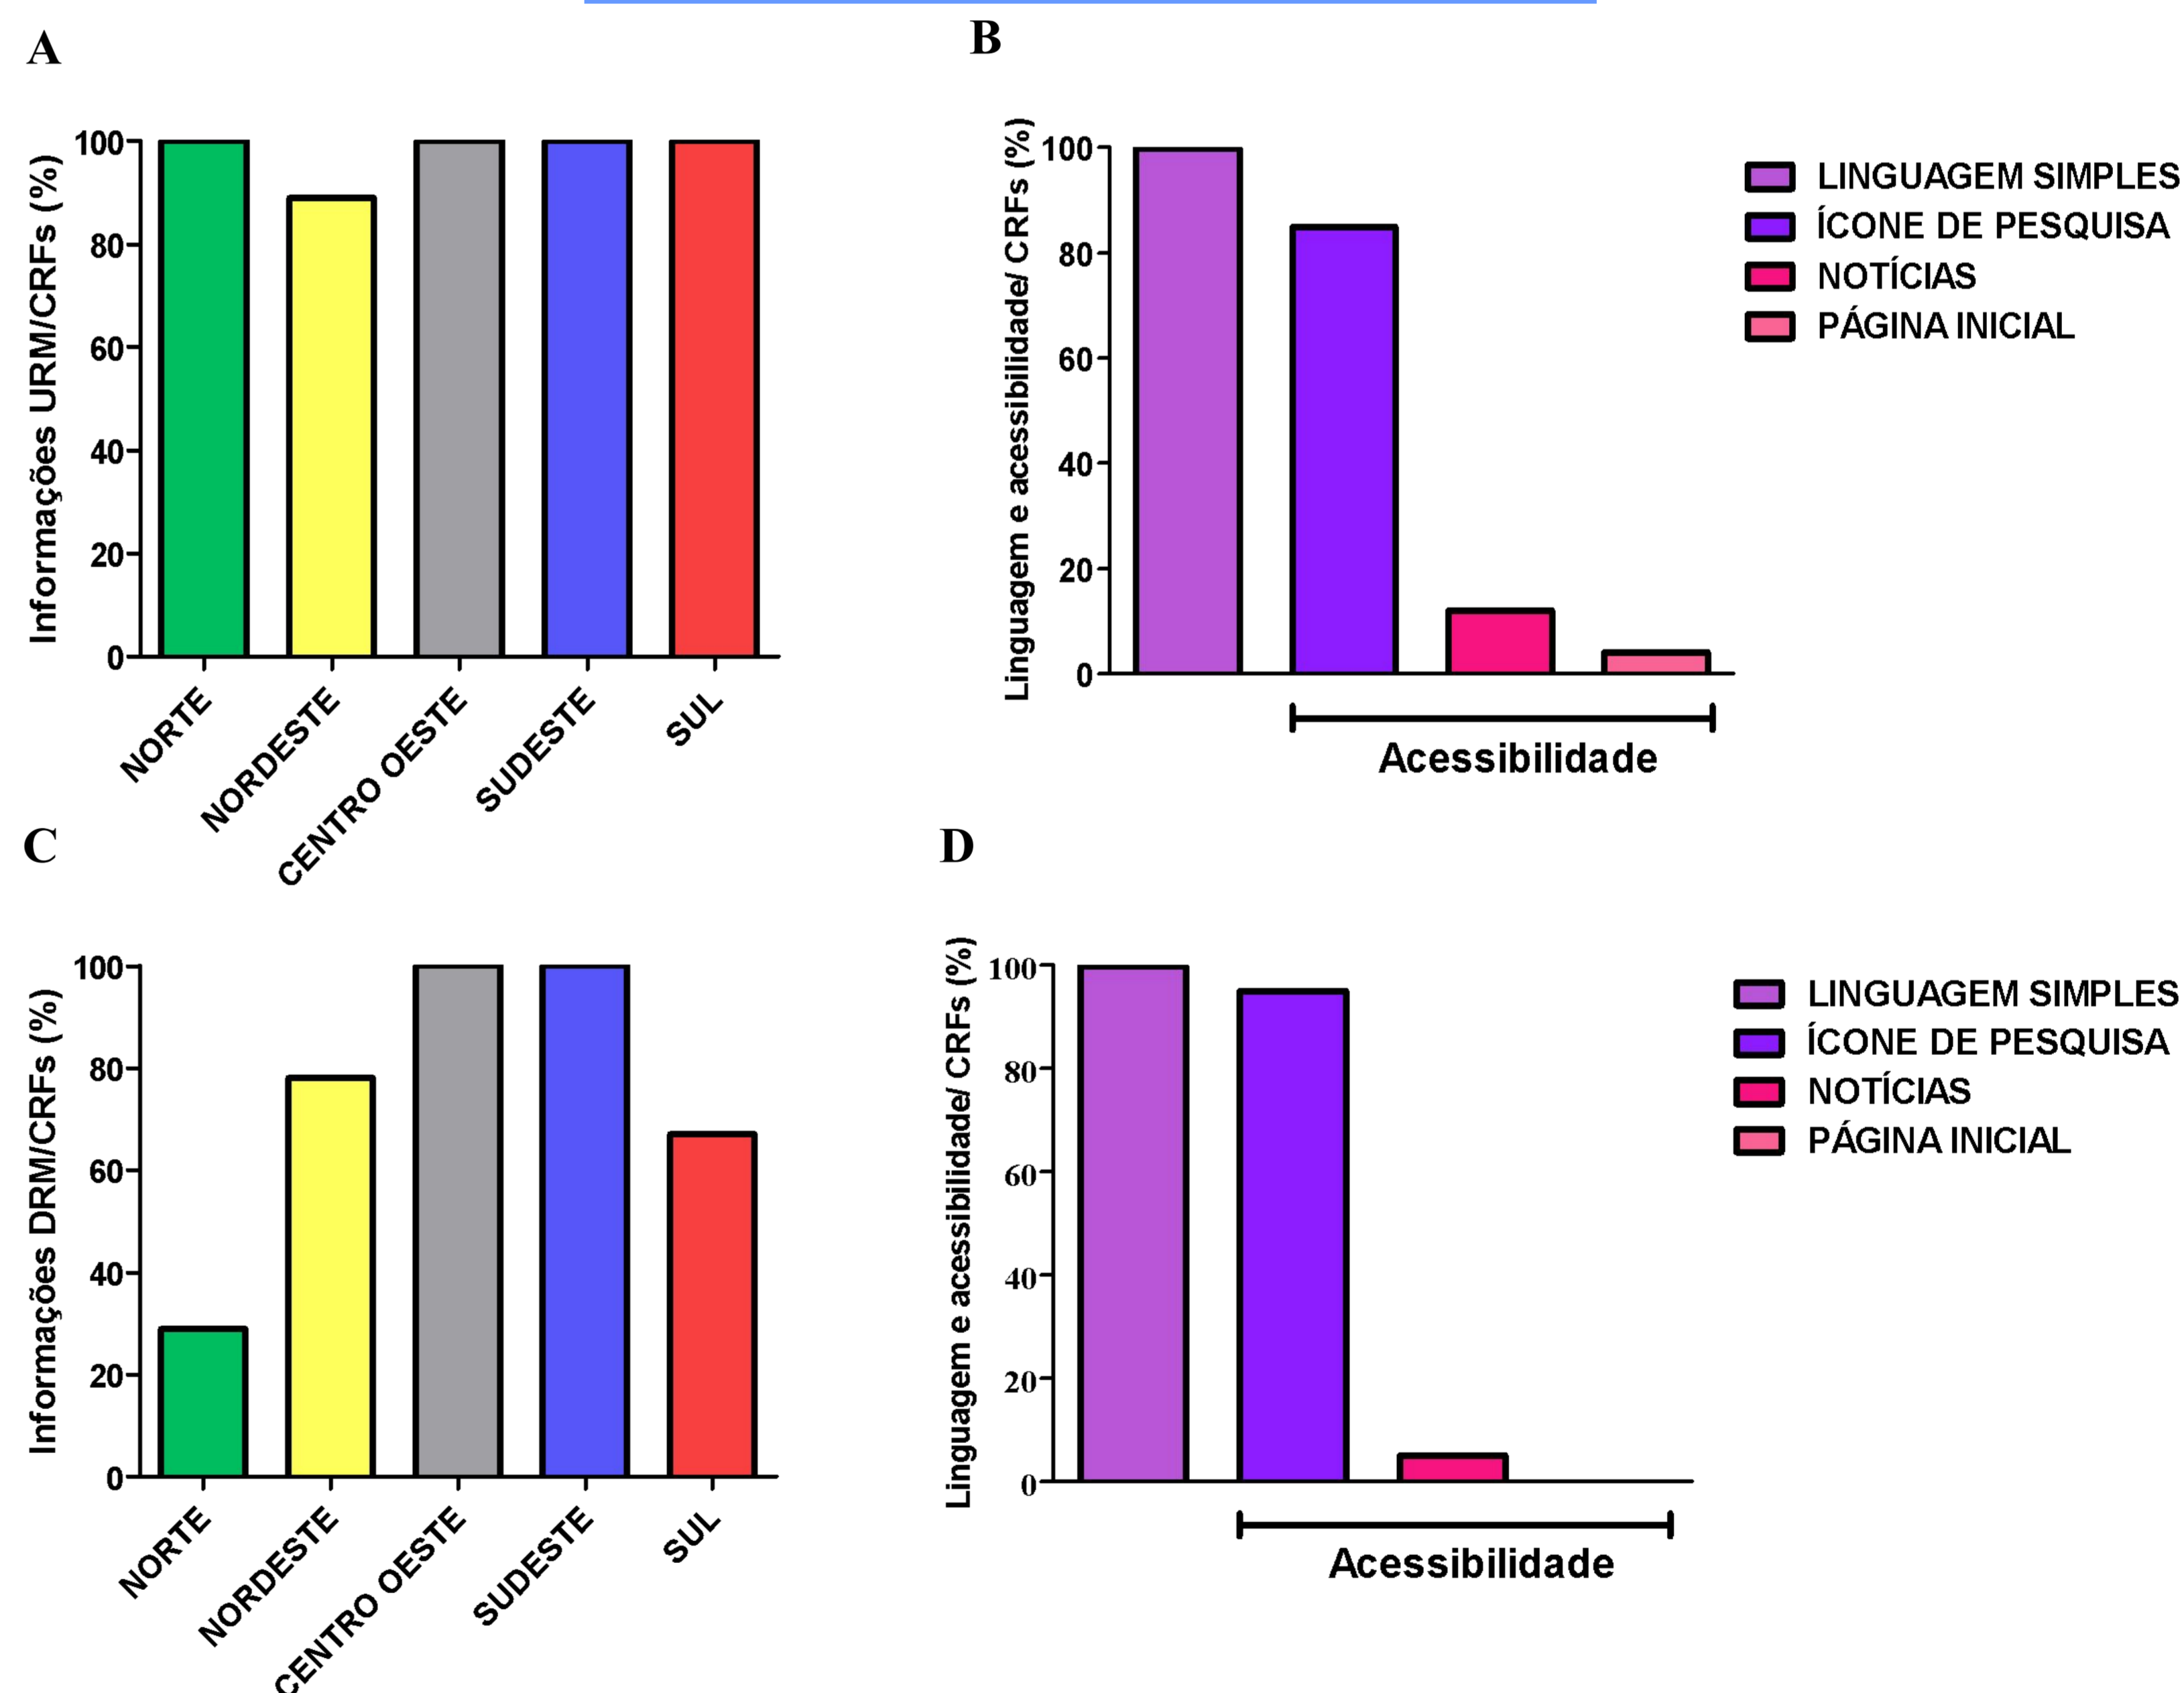 A
Informações URM/CRFs (%)
100
80
60
40
20
0
NORTE
NORDESTE
CENTRO OESTE
SUDESTE
SUL
B
Linguagem e acessibilidade/ CRFs (%)
100
80
60
40
20
0
Acessibilidade
LINGUAGEM SIMPLES
ÍCONE DE PESQUISA
NOTÍCIAS
PÁGINA INICIAL
C
Informações DRM/CRFs (%)
100
80
60
40
20
0
NORTE
NORDESTE
CENTRO OESTE
SUDESTE
SUL
D
Linguagem e acessibilidade/ CRFs (%)
100
80
60
40
20
0
Acessibilidade
LINGUAGEM SIMPLES
ÍCONE DE PESQUISA
NOTÍCIAS
PÁGINA INICIAL